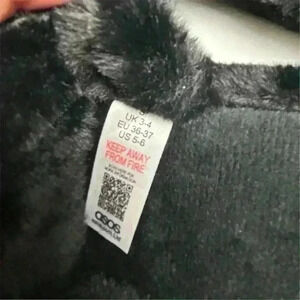 S
UK 3-4
EU 36-37
US 5-6
KEEP AWAY
FROM FIRE
asos